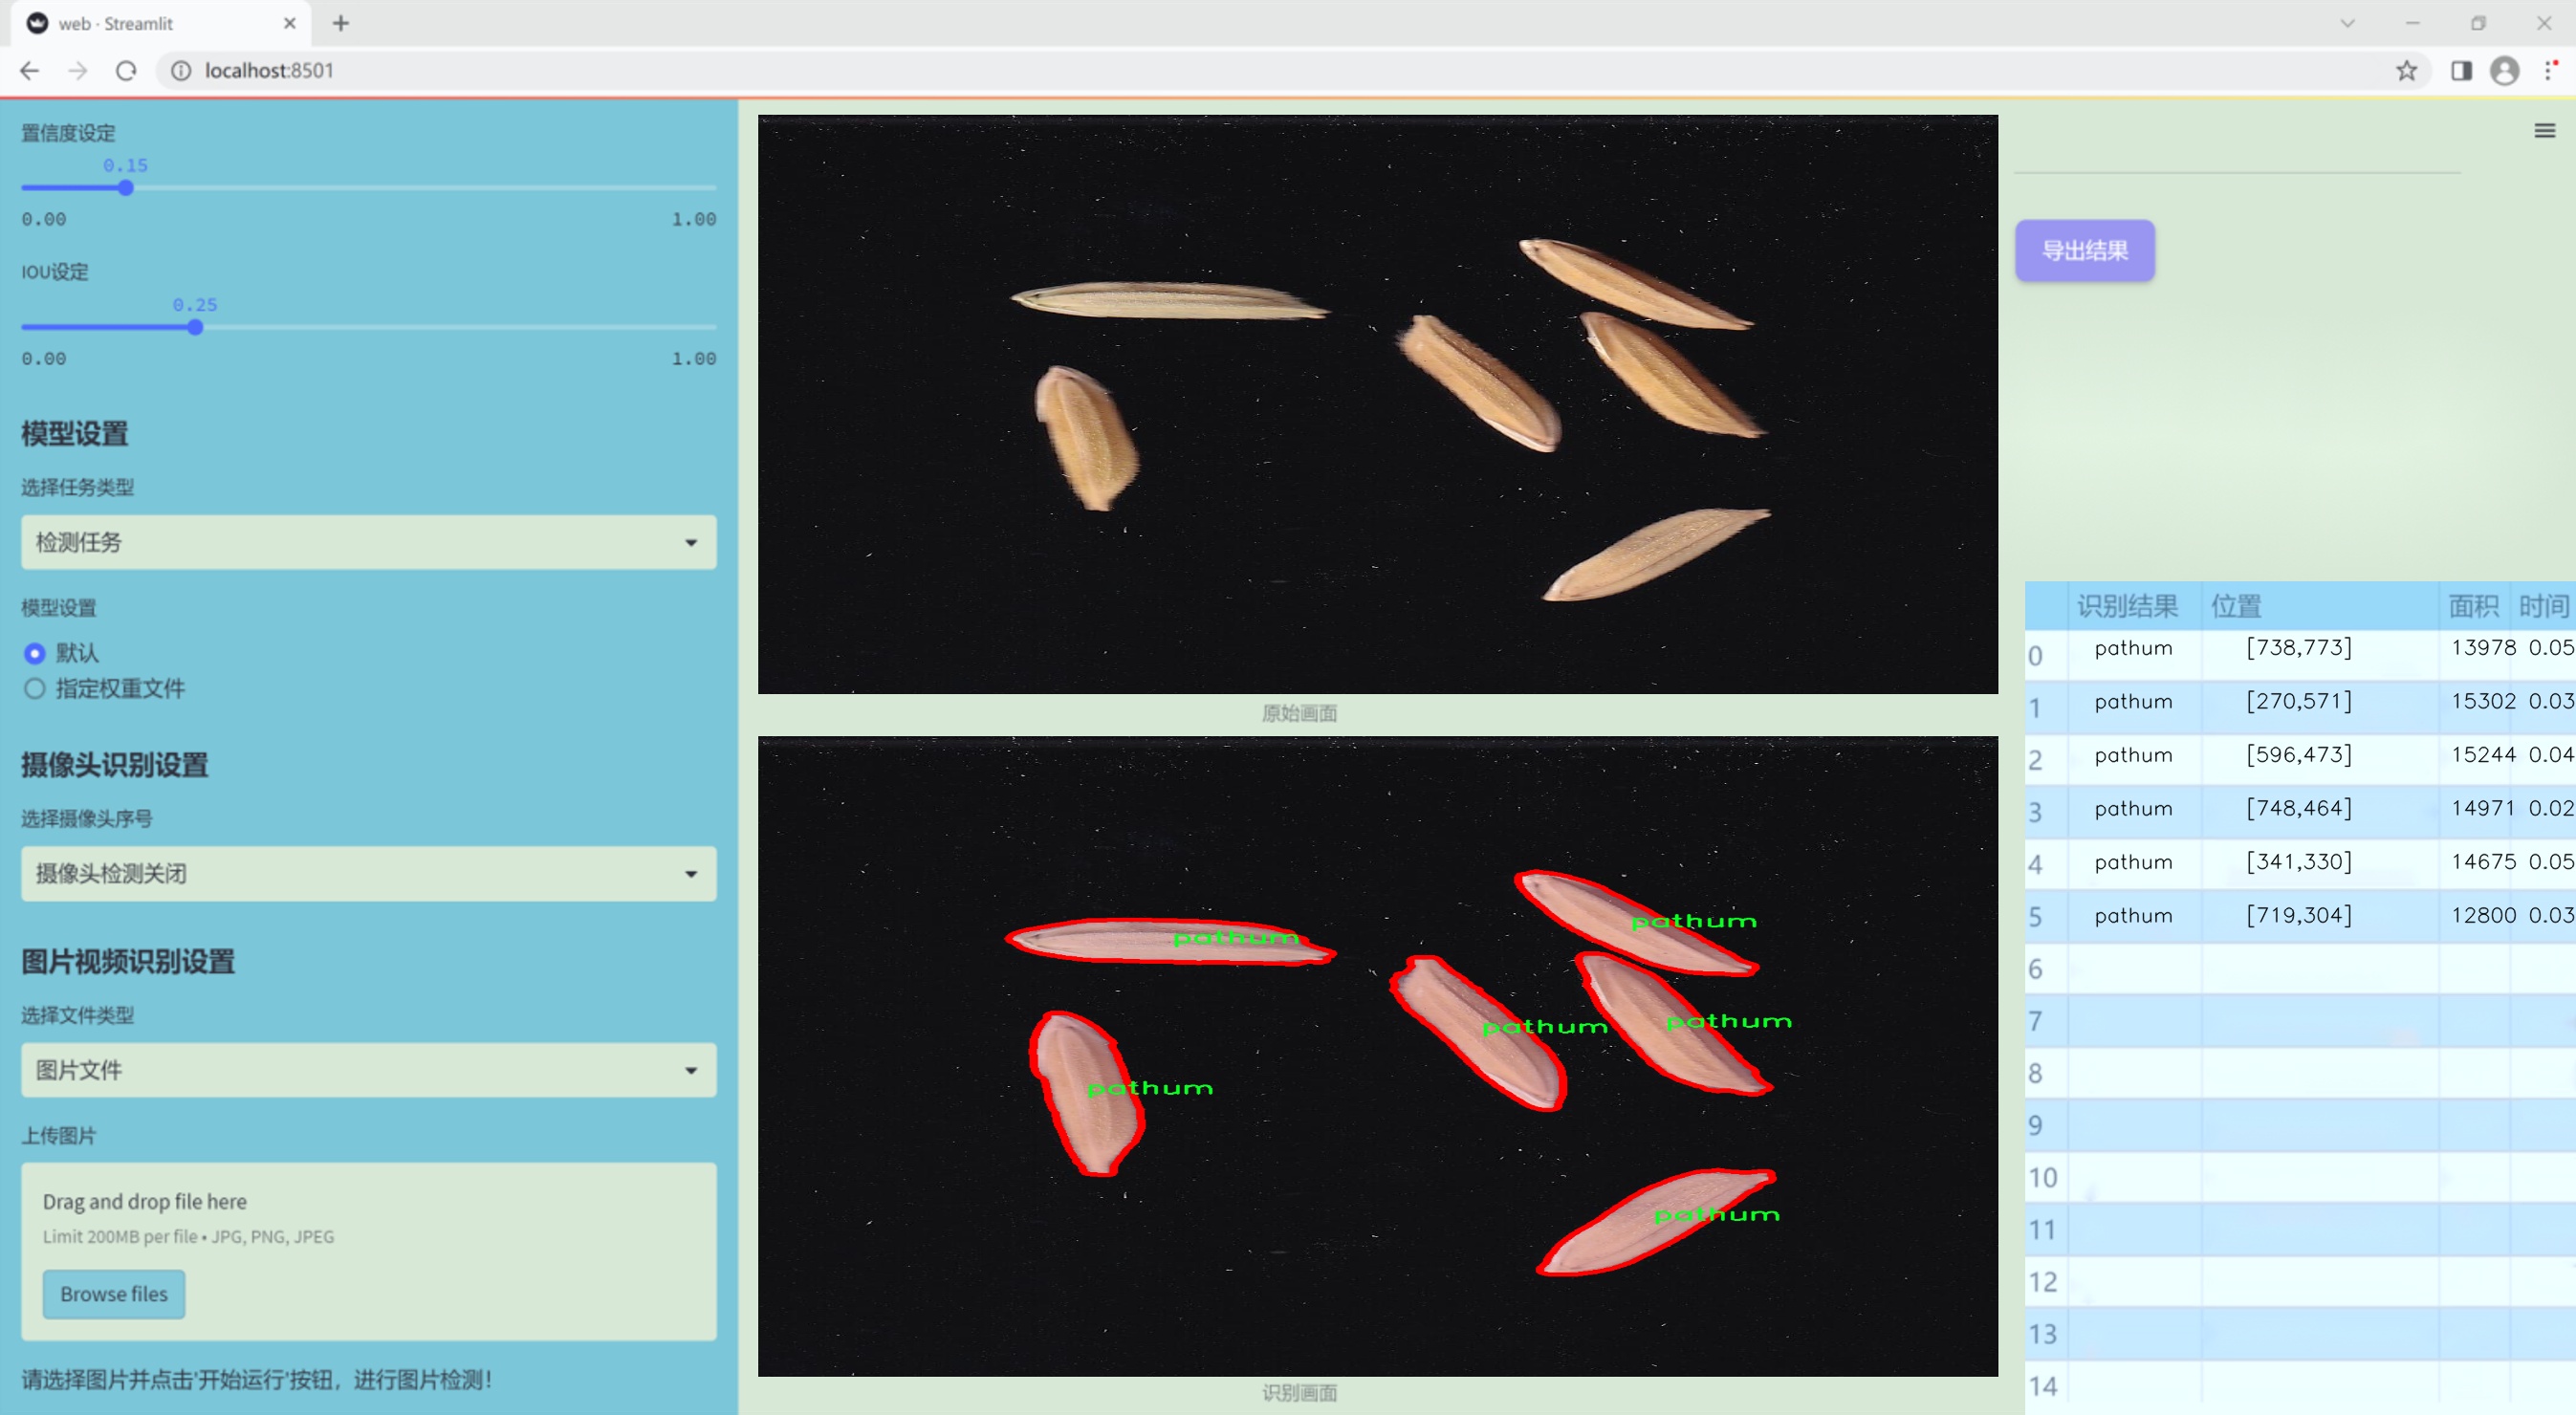 web · Streamlit
localhost:8501
置信度设定
0.15
0.00 1.00
IOU设定
0.25
0.00 1.00
模型设置
选择任务类型
检测任务
模型设置
默认
指定权重文件
摄像头识别设置
选择摄像头序号
摄像头检测关闭
图片视频识别设置
选择文件类型
图片文件
上传图片
Drag and drop file here
Limit 200MB per file • JPG, PNG, JPEG
Browse files
请选择图片并点击'开始运行'按钮，进行图片检测！
原始画面
pathum
pathum
pathum
pathum
pathum
pathum
识别画面
导出结果
识别结果 位置 面积 时间
0 pathum [738,773] 13978 0.05
1 pathum [270,571] 15302 0.03
2 pathum [596,473] 15244 0.04
3 pathum [748,464] 14971 0.02
4 pathum [341,330] 14675 0.05
5 pathum [719,304] 12800 0.03
6
7
8
9
10
11
12
13
14